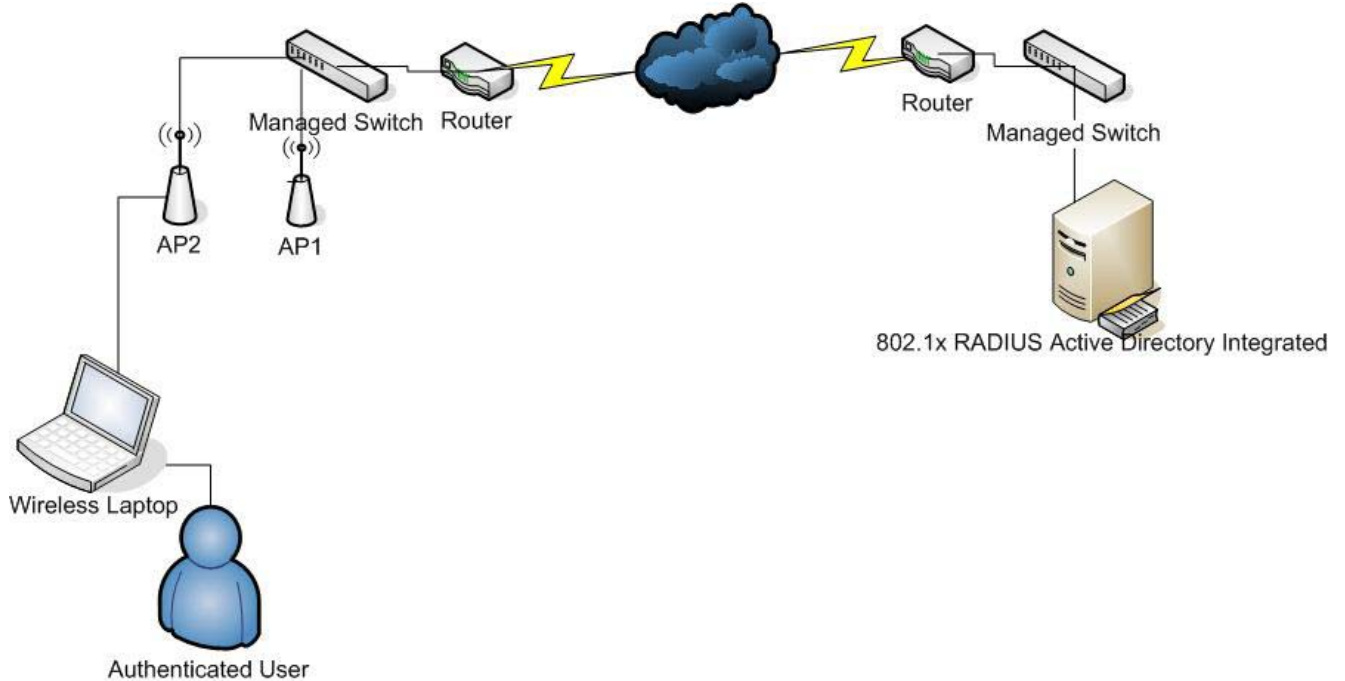 Managed Switch
Router
Router
Managed Switch
AP2
AP1
802.1x RADIUS Active Directory Integrated
Wireless Laptop
Authenticated User